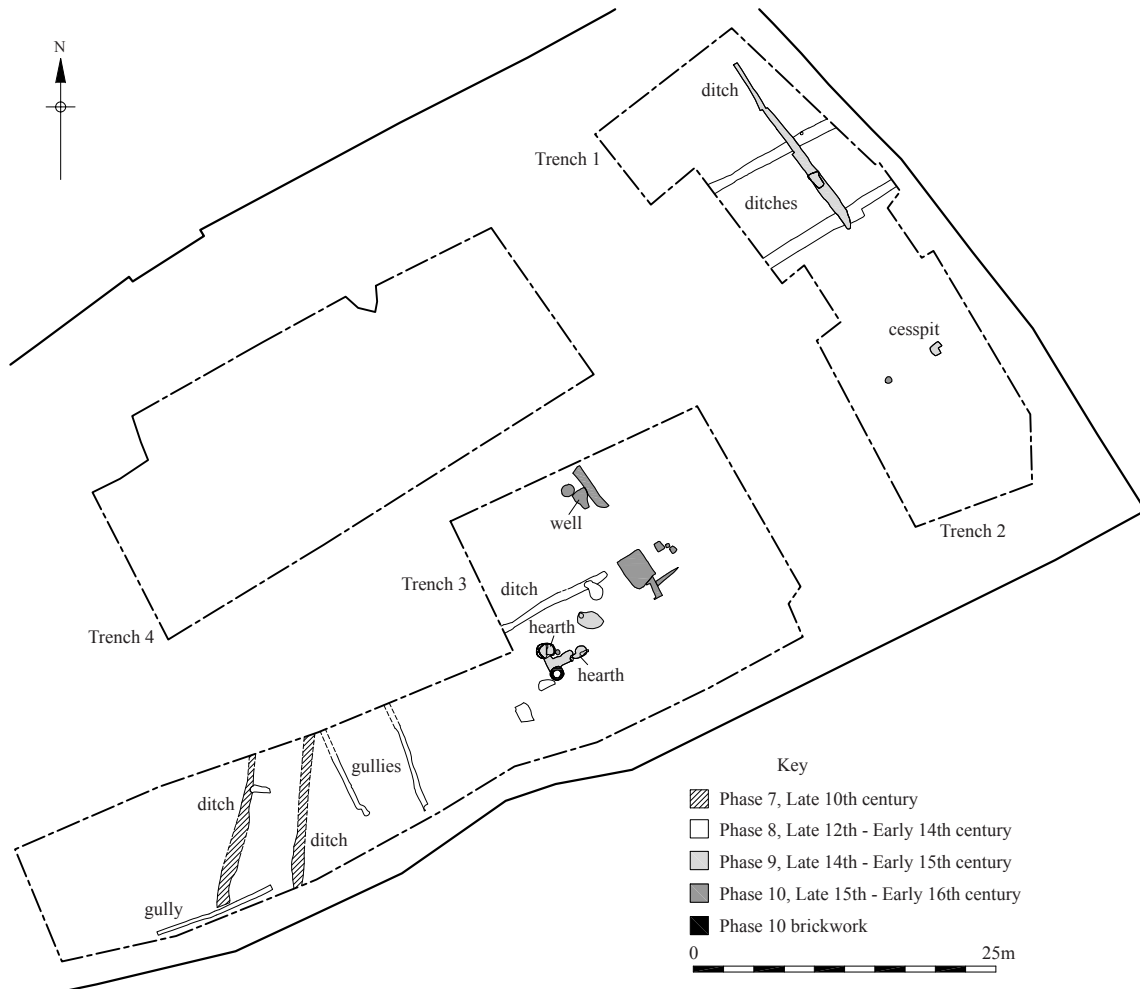 N
ditch
Trench 1
ditches
cesspit
Trench 2
well
Trench 3
ditch
hearth
hearth
Trench 4
gullies
ditch
ditch
gully
Key
Phase 7, Late 10th century
Phase 8, Late 12th - Early 14th century
Phase 9, Late 14th - Early 15th century
Phase 10, Late 15th - Early 16th century
Phase 10 brickwork
0 25m